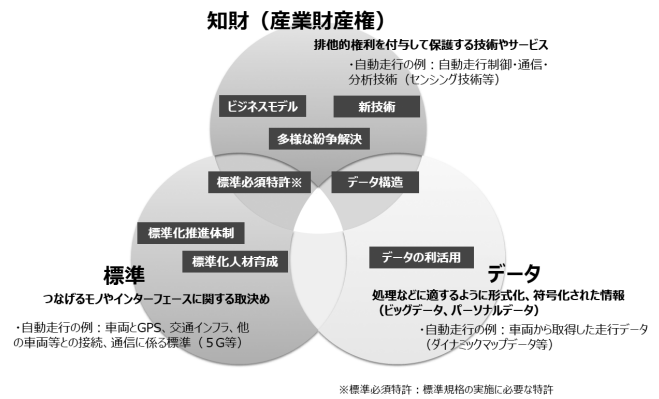 知財（産業財産権）
排他的権利を付与して保護する技術やサービス
・自動走行の例：自動走行制御・通信・
分析技術（センシング技術等）
ビジネスモデル
新技術
多様な紛争解決
標準必須特許※
データ構造
標準化推進体制
標準化人材育成
データの利活用
標準
つなげるモノやインターフェースに関する取決め
・自動走行の例：車両とGPS、交通インフラ、他
の車両等との接続、通信に係る標準（５G等）
データ
処理などに適するように形式化、符号化された情報
（ビッグデータ、パーソナルデータ）
・自動走行の例：車両から取得した走行データ
（ダイナミックマップデータ等）
※標準必須特許：標準規格の実施に必要な特許